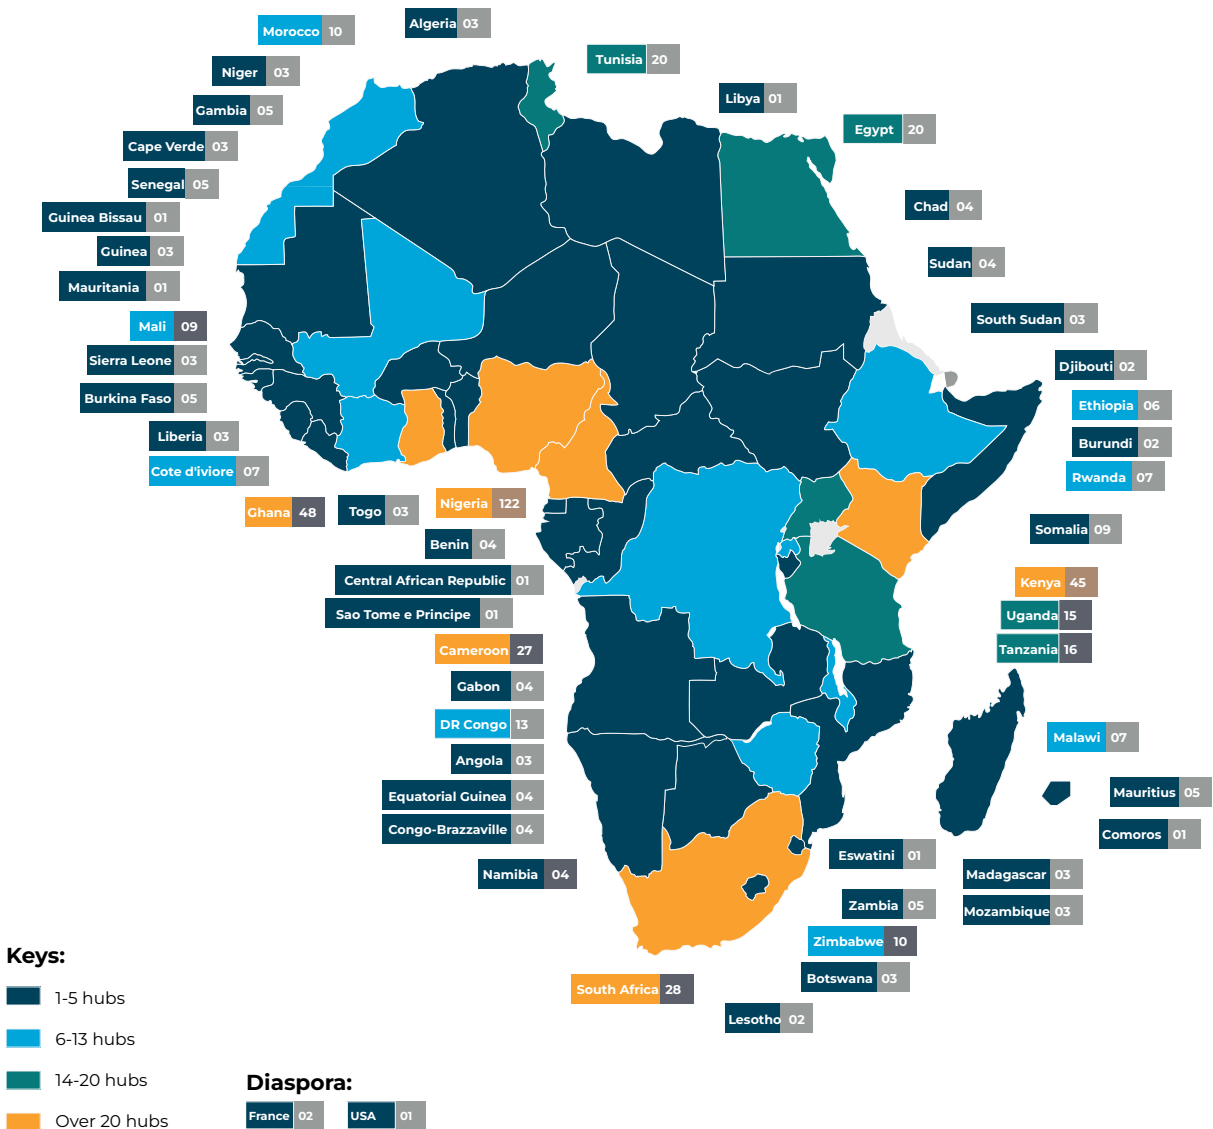 Algeria 03
Morocco 10
Tunisia 20
Niger 03
Libya 01
Gambia 05
Egypt 20
Cape Verde 03
Senegal 05
Chad 04
Guinea Bissau 01
Guinea 03
Sudan 04
Mauritania 01
South Sudan 03
Mali 09
Sierra Leone 03
Djibouti 02
Burkina Faso 05
Ethiopia 06
Liberia 03
Burundi 02
Cote d'iviore 07
Rwanda 07
Ghana 48
Togo 03
Nigeria 122
Somalia 09
Benin 04
Central African Republic 01
Kenya 45
Sao Tome e Principe 01
Uganda 15
Cameroon 27
Tanzania 16
Gabon 04
DR Congo 13
Malawi 07
Angola 03
Equatorial Guinea 04
Mauritius 05
Congo-Brazzaville 04
Comoros 01
Eswatini 01
Namibia 04
Madagascar 03
Zambia 05
Mozambique 03
Zimbabwe 10
Botswana 03
South Africa 28
Lesotho 02
Keys:
1-5 hubs
6-13 hubs
14-20 hubs
Over 20 hubs
Diaspora:
France 02
USA 01